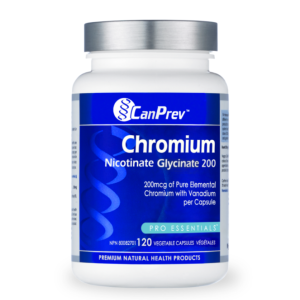 CanPrev™
Chromium
Nicotinate Glycinate 200
200mcg of Pure Elemental
Chromium with Vanadium
per Capsule
PRO ESSENTIALS
120 VEGETABLE CAPSULES VÉGÉTALES
PREMIUM NATURAL HEALTH PRODUCTS